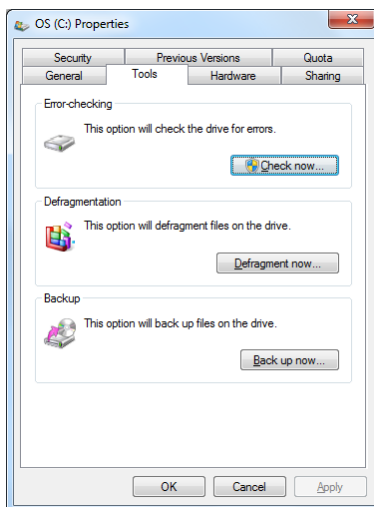 OS (C:) Properties
Security Previous Versions Quota
General Tools Hardware Sharing
Error-checking
This option will check the drive for errors.
Check now...
Defragmentation
This option will defragment files on the drive.
Defragment now...
Backup
This option will back up files on the drive.
Back up now...
OK Cancel Apply